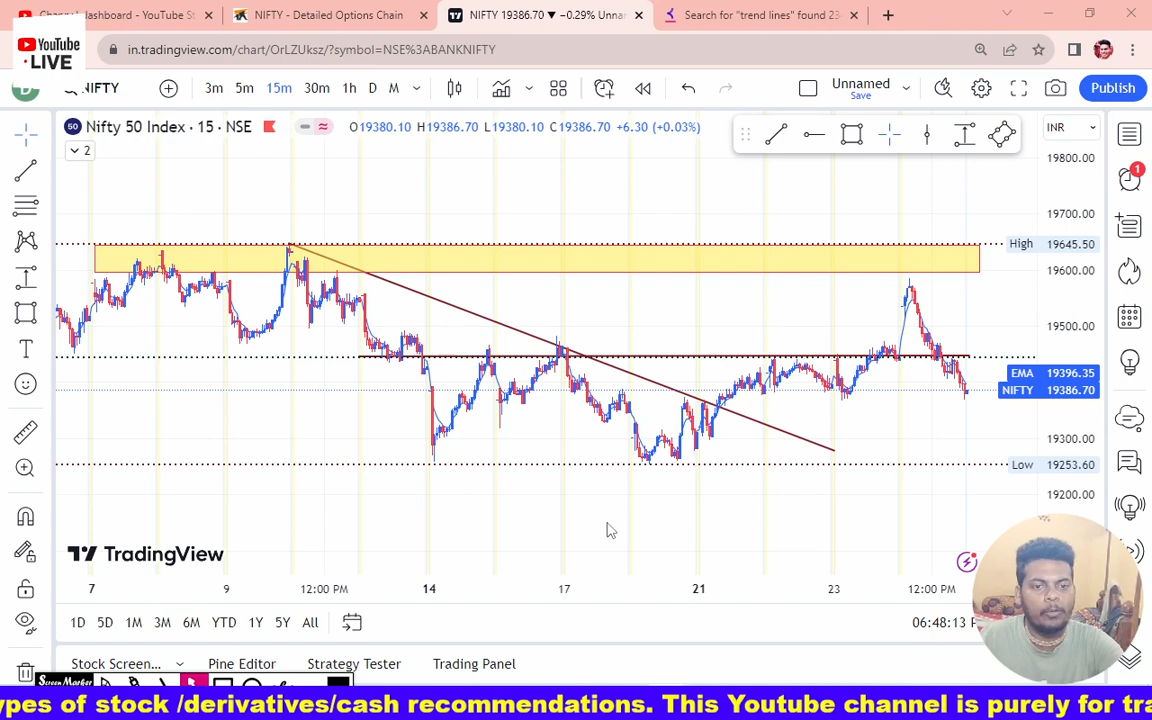 Channel dashboard - YouTube St
NIFTY - Detailed Options Chain
NIFTY 19386.70 ▼ −0.29% Unnar
Search for "trend lines" found 23
YouTube
LIVE
in.tradingview.com/chart/OrLZUksz/?symbol=NSE%3ABANKNIFTY
NIFTY
3m 5m 15m 30m 1h D M
Unnamed
Save
Publish
50 Nifty 50 Index · 15 · NSE
O19380.10 H19386.70 L19380.10 C19386.70 +6.30 (+0.03%)
INR
1
2
19800.00
19700.00
High 19645.50
19600.00
19500.00
EMA 19396.35
NIFTY 19386.70
19300.00
Low 19253.60
19200.00
TradingView
7 9 12:00 PM 14 17 21 23 12:00 PM
1D 5D 1M 3M 6M YTD 1Y 5Y All
06:48:13
Stock Screen... Pine Editor Strategy Tester Trading Panel
ScreenMarker
ypes of stock /derivatives/cash recommendations. This Youtube channel is purely for tra